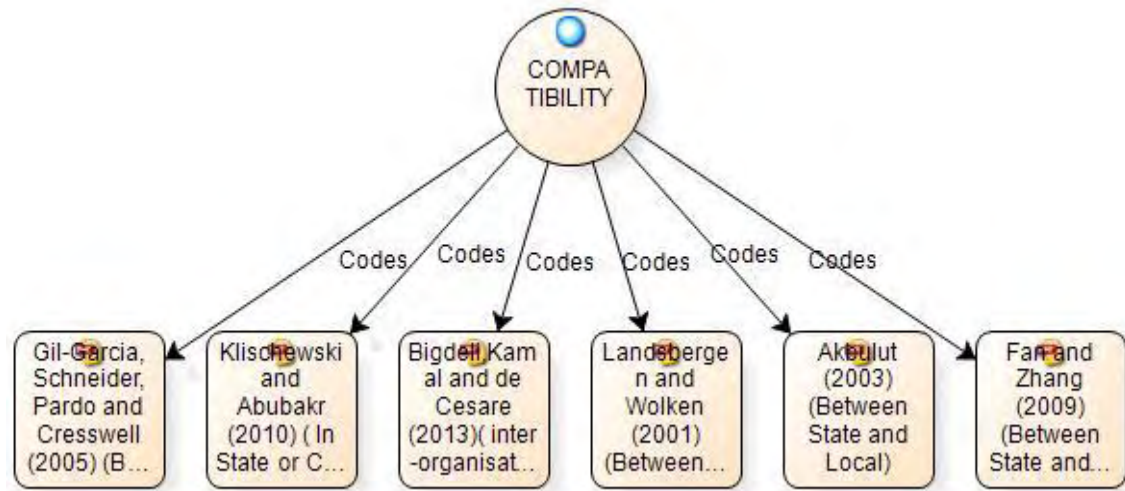 COMPA
TIBILITY
Codes
Codes
Codes
Codes
Codes
Codes
Gil-Garcia,
Schneider,
Pardo and
Cresswell
(2005) (B...
Klischewski
and
Abubakr
(2010) ( In
State or C...
Bigdeli,Kam
al and de
Cesare
(2013)( inter
-organisat...
Landsberge
n and
Wolken
(2001)
(Between...
Akbulut
(2003)
(Between
State and
Local)
Fan and
Zhang
(2009)
(Between
State and...